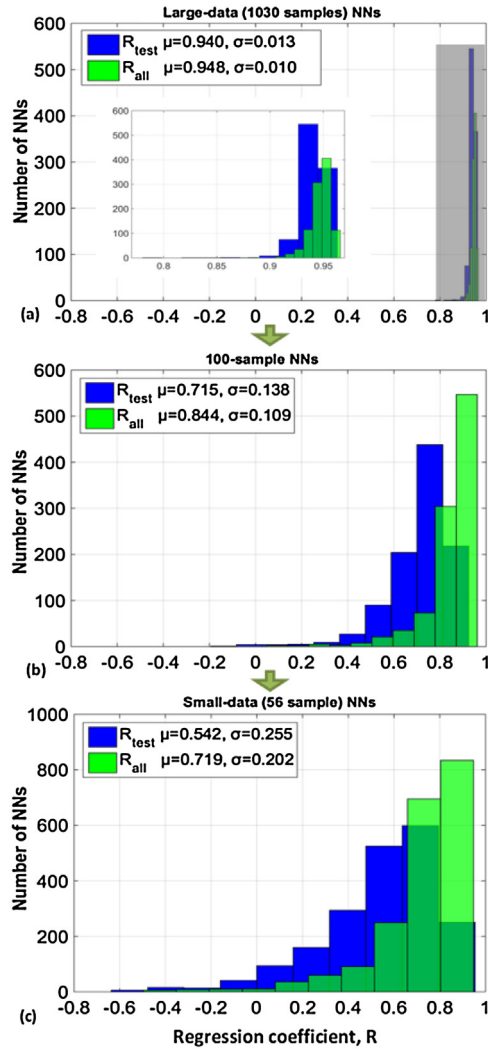 Large-data (1030 samples) NNs
600
500
400
300
200
100
0
Number of NNs
R_test μ=0.940, σ=0.013
R_all μ=0.948, σ=0.010
600
500
400
300
200
100
0
0.8 0.85 0.9 0.95
(a)
-0.8 -0.6 -0.4 -0.2 0 0.2 0.4 0.6 0.8 1
100-sample NNs
600
500
400
300
200
100
0
Number of NNs
R_test μ=0.715, σ=0.138
R_all μ=0.844, σ=0.109
(b)
-0.8 -0.6 -0.4 -0.2 0 0.2 0.4 0.6 0.8 1
Small-data (56 sample) NNs
1000
800
600
400
200
0
Number of NNs
R_test μ=0.542, σ=0.255
R_all μ=0.719, σ=0.202
(c)
-0.8 -0.6 -0.4 -0.2 0 0.2 0.4 0.6 0.8 1
Regression coefficient, R